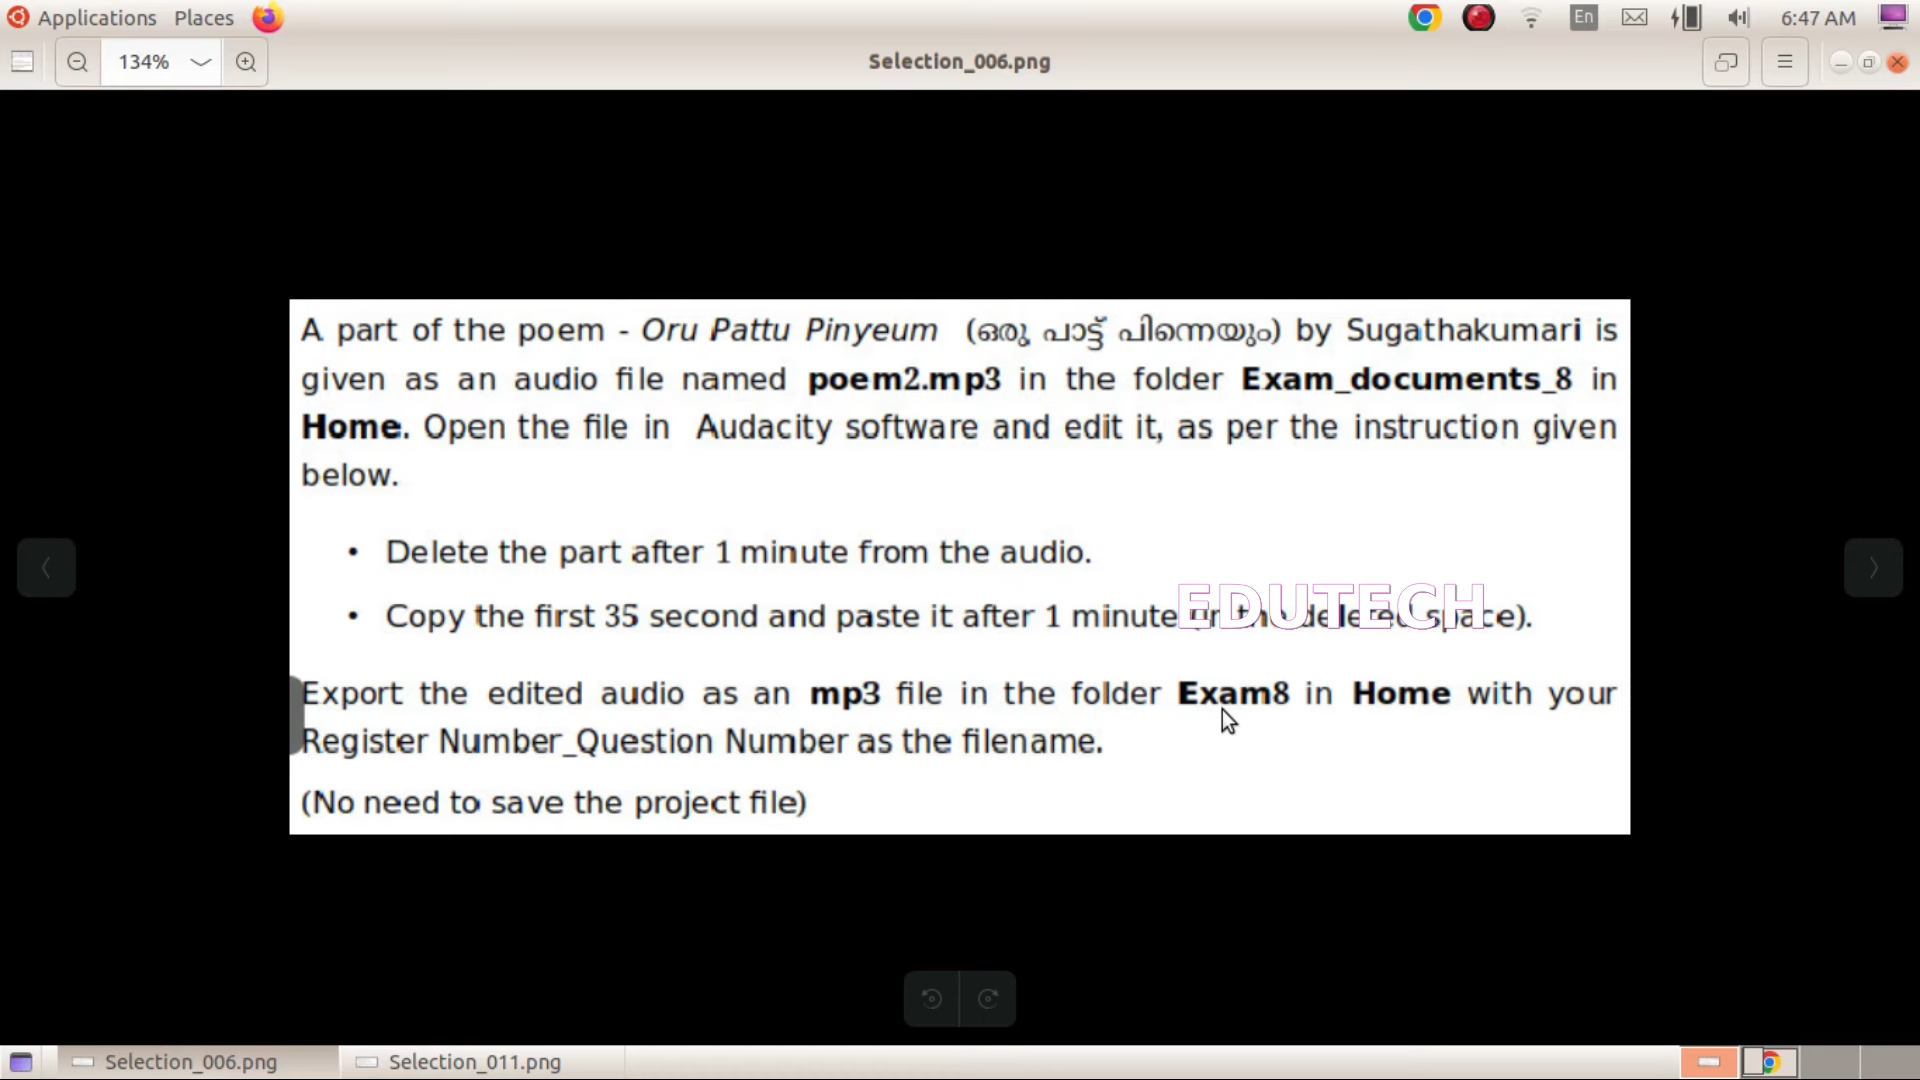 Applications Places En 6:47 AM
134% Selection_006.png
A part of the poem - Oru Pattu Pinyeum (ഒരു പാട്ട് പിന്നെയും) by Sugathakumari is
given as an audio file named poem2.mp3 in the folder Exam_documents_8 in
Home. Open the file in Audacity software and edit it, as per the instruction given
below.
• Delete the part after 1 minute from the audio.
• Copy the first 35 second and paste it after 1 minute (in the deleted space).
EDUTECH
Export the edited audio as an mp3 file in the folder Exam8 in Home with your
Register Number_Question Number as the filename.
(No need to save the project file)
Selection_006.png Selection_011.png